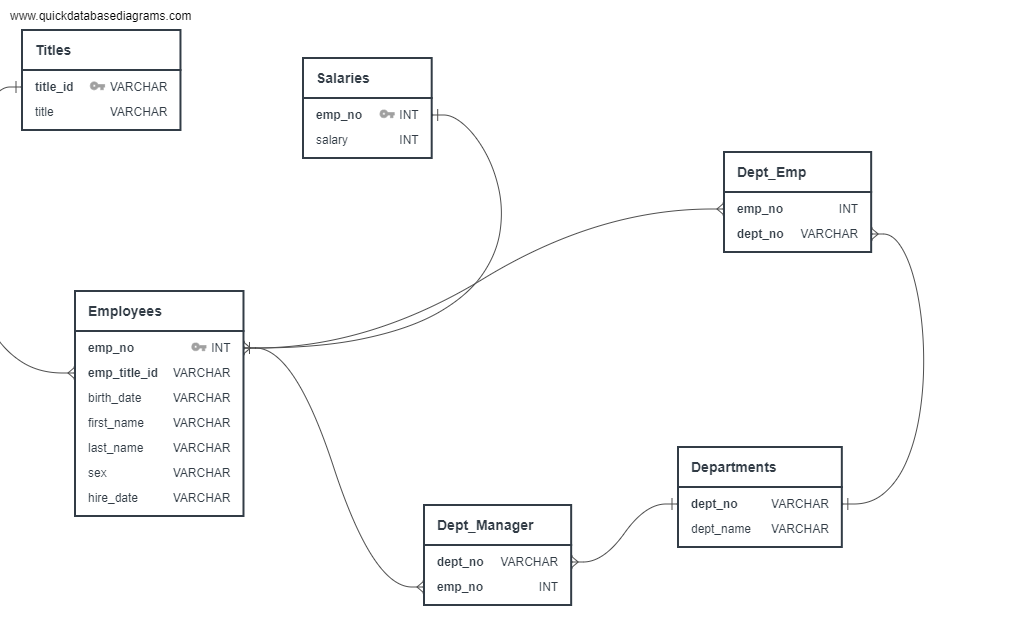 www.quickdatabasediagrams.com
Titles
title_id VARCHAR
title VARCHAR
Salaries
emp_no INT
salary INT
Dept_Emp
emp_no INT
dept_no VARCHAR
Employees
emp_no INT
emp_title_id VARCHAR
birth_date VARCHAR
first_name VARCHAR
last_name VARCHAR
sex VARCHAR
hire_date VARCHAR
Departments
dept_no VARCHAR
dept_name VARCHAR
Dept_Manager
dept_no VARCHAR
emp_no INT